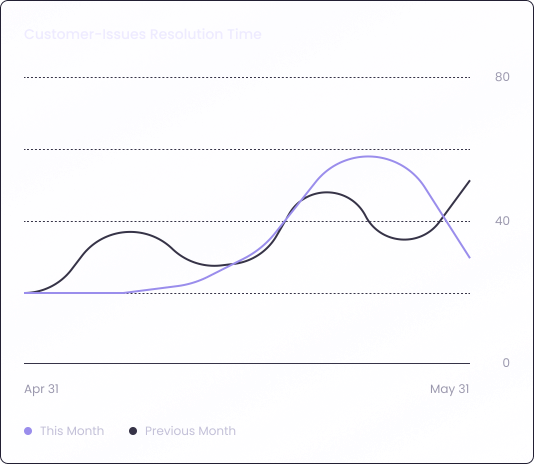 Customer-Issues Resolution Time
80
40
0
Apr 31 May 31
This Month Previous Month